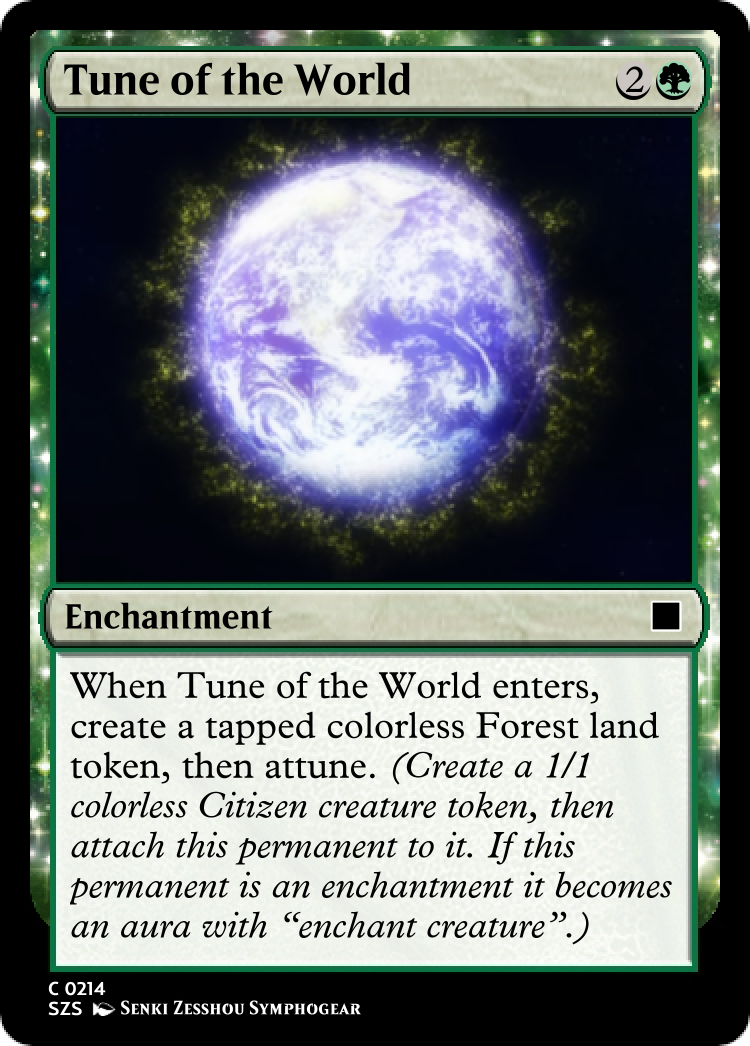 Tune of the World 2
Enchantment
When Tune of the World enters,
create a tapped colorless Forest land
token, then attune. (Create a 1/1
colorless Citizen creature token, then
attach this permanent to it. If this
permanent is an enchantment it becomes
an aura with “enchant creature”.)
C 0214
SZS SENKI ZESSHOU SYMPHOGEAR